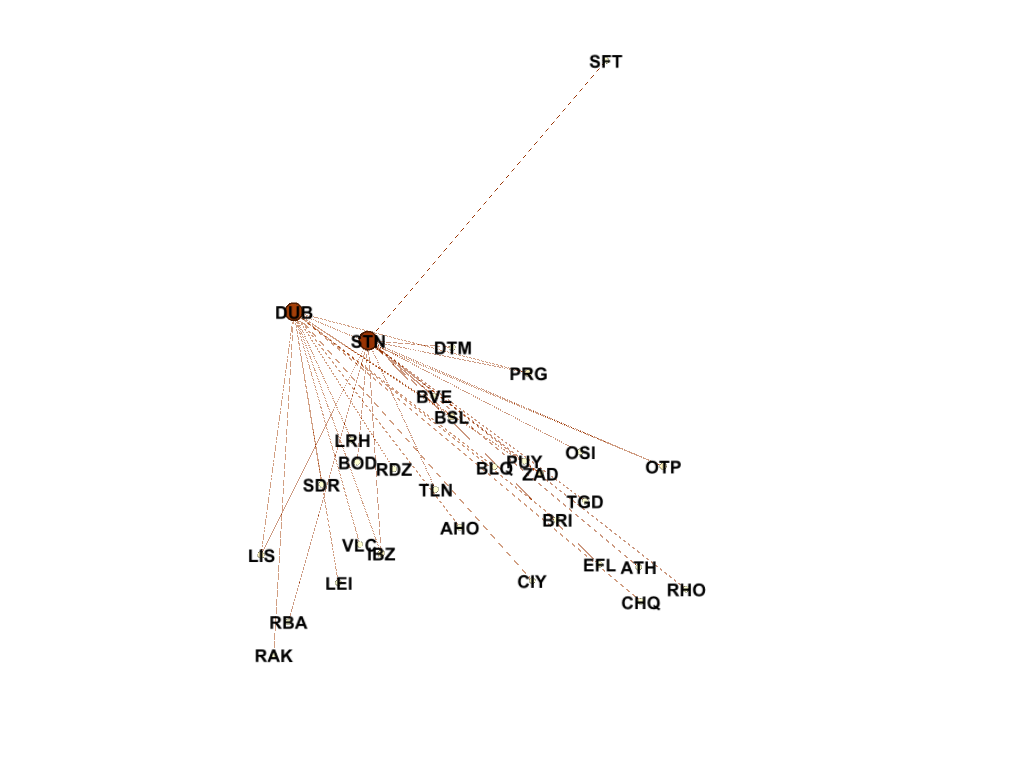 SFT
DUB
STN
DTM
PRG
BVE
BSL
LRH
OSI
BOD
PUY
OTP
RDZ
BLQ
ZAD
SDR
TLN
TGD
BRI
AHO
VLC
IBZ
LIS
EFL
ATH
CIY
LEI
RHO
CHQ
RBA
RAK